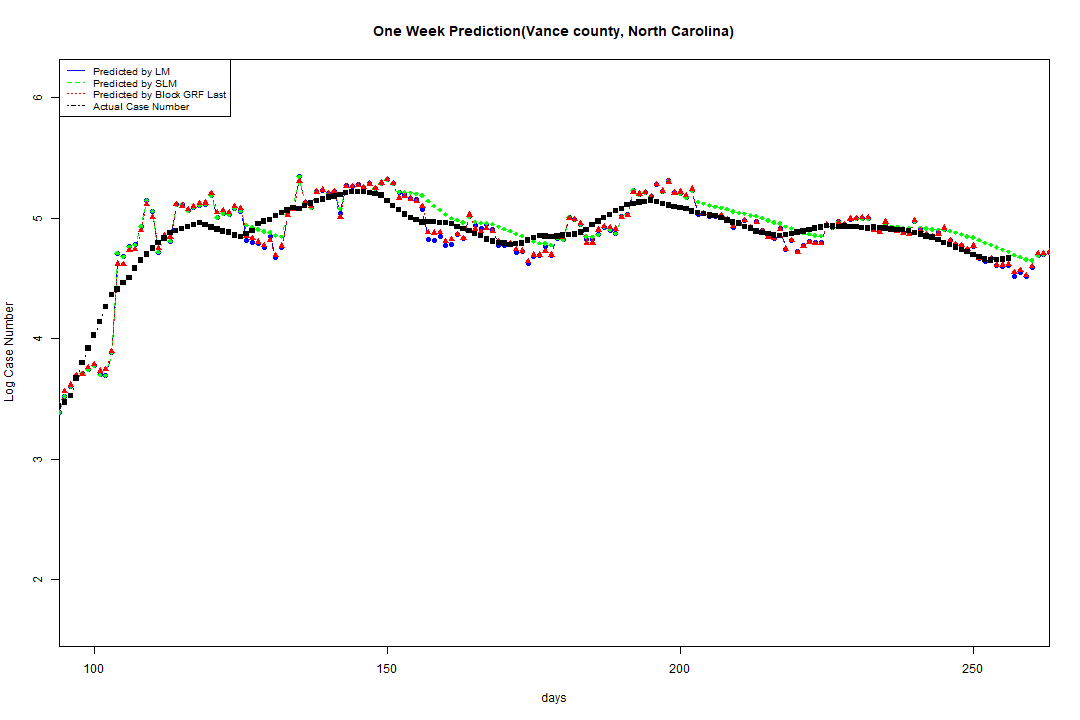 One Week Prediction(Vance county, North Carolina)
Predicted by LM
Predicted by SLM
Predicted by Block GRF Last
Actual Case Number
6
5
4
3
2
Log Case Number
100 150 200 250
days